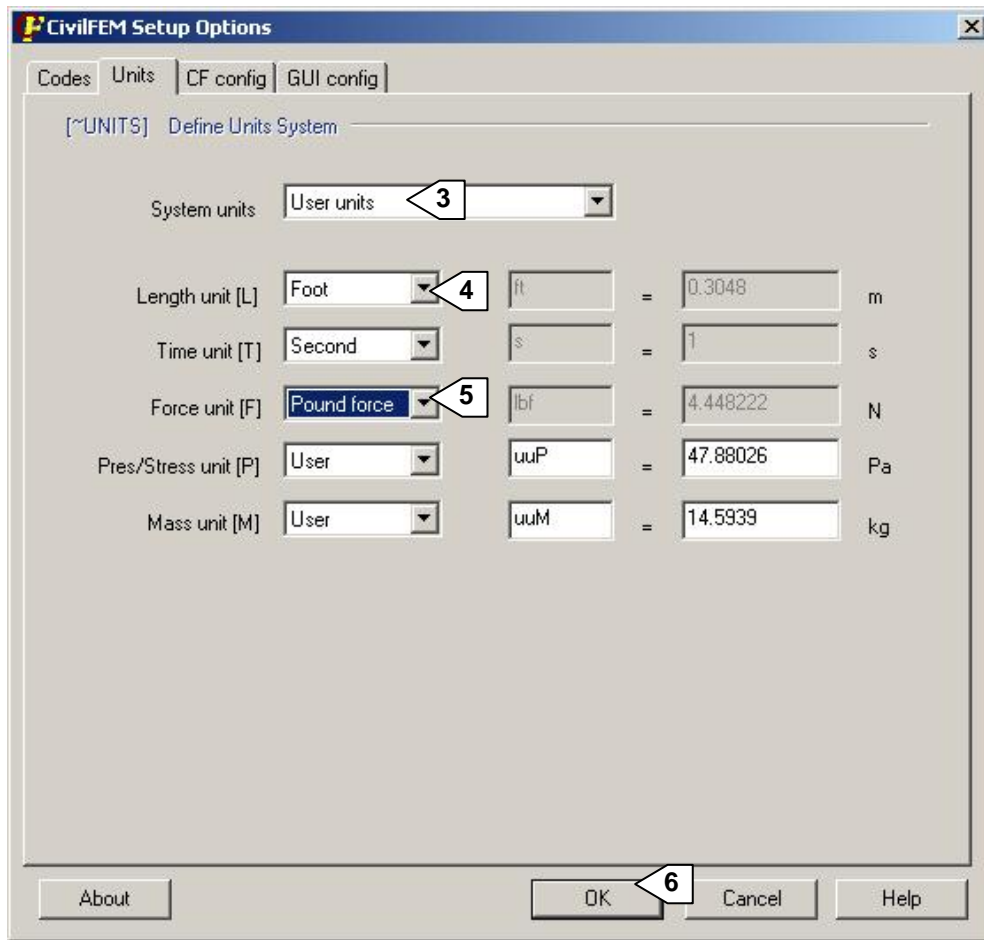 CivilFEM Setup Options
Codes Units CF config GUI config
[~UNITS] Define Units System
System units User units 3
Length unit [L] Foot 4 ft = 0.3048 m
Time unit [T] Second s = 1 s
Force unit [F] Pound force 5 lbf = 4.448222 N
Pres/Stress unit [P] User uuP = 47.88026 Pa
Mass unit [M] User uuM = 14.5939 kg
About OK 6 Cancel Help